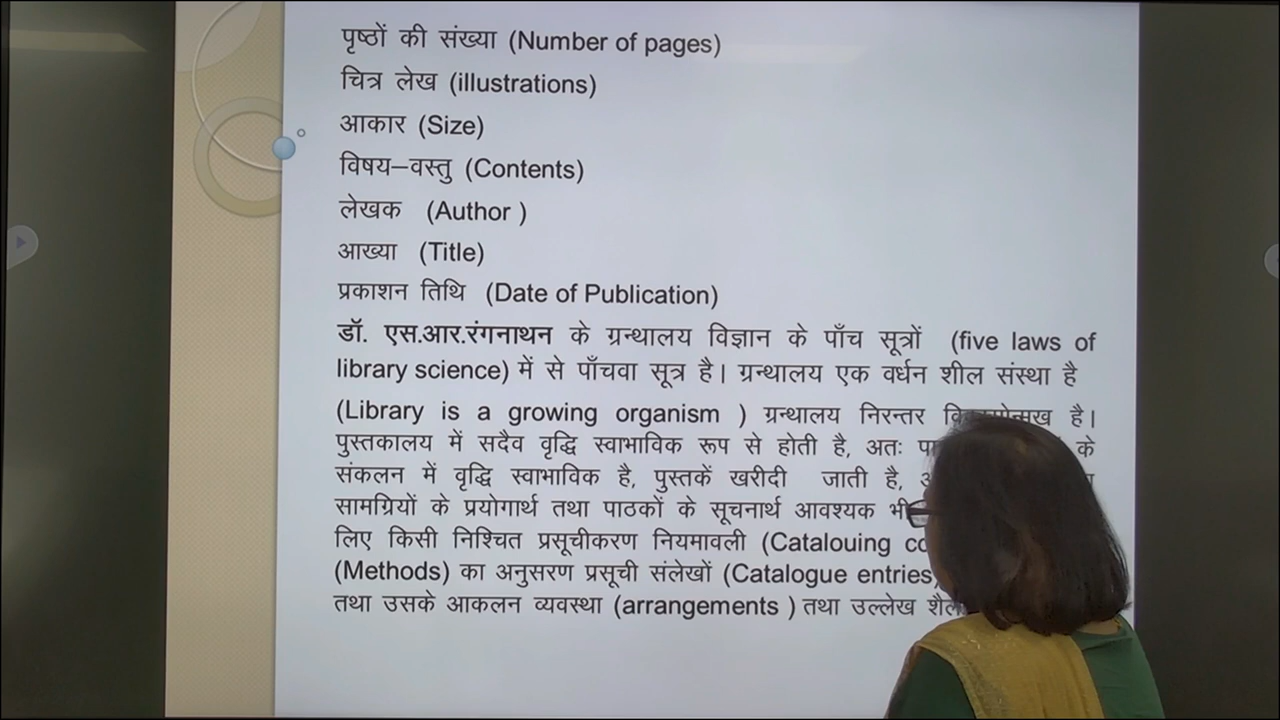 पृष्ठों की संख्या (Number of pages)
चित्र लेख (illustrations)
आकार (Size)
विषय–वस्तु (Contents)
लेखक (Author )
आख्या (Title)
प्रकाशन तिथि (Date of Publication)
डॉ. एस.आर.रंगनाथन के ग्रन्थालय विज्ञान के पाँच सूत्रों (five laws of
library science) में से पाँचवा सूत्र है। ग्रन्थालय एक वर्धन शील संस्था है
(Library is a growing organism ) ग्रन्थालय निरन्तर है।
पुस्तकालय में सदैव वृद्धि स्वाभाविक रूप से होती है, अतः के
संकलन में वृद्धि स्वाभाविक है, पुस्तकें खरीदी जाती है,
सामग्रियों के प्रयोगार्थ तथा पाठकों के सूचनार्थ आवश्यक भी
लिए किसी निश्चित प्रसूचीकरण नियमावली (Catalouing
(Methods) का अनुसरण प्रसूची संलेखों (Catalogue entries)
तथा उसके आकलन व्यवस्था (arrangements ) तथा उल्लेख